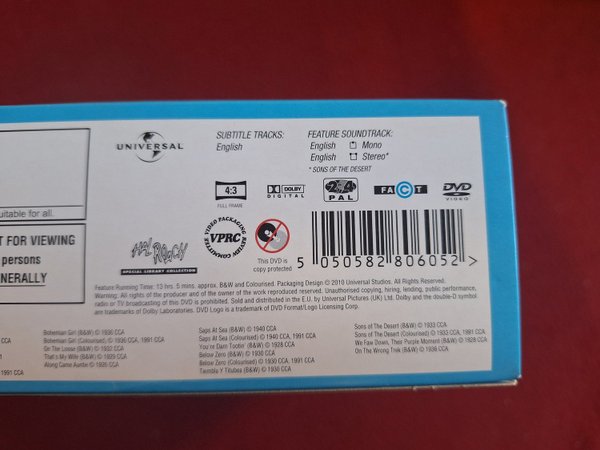 UNIVERSAL
SUBTITLE TRACKS:
English
FEATURE SOUNDTRACK:
English Mono
English Stereo*
* SONS OF THE DESERT
uitable for all.
T FOR VIEWING
persons
NERALLY
4:3
FULL FRAME
DOLBY
DIGITAL
2 4
PAL
FACT
DVD
VIDEO
HAL ROACH
SPECIAL LIBRARY COLLECTION
VIDEO PACKAGING REVIEW COMMITTEE
VPRC
This DVD is
copy protected
5 050582 806052 >
Feature Running Time: 13 hrs. 5 mins. approx. B&W and Colourised. Packaging Design © 2010 Universal Studios. All Rights Reserved.
Warning: All rights of the producer and of the owner of the work reproduced reserved. Unauthorised copying, hiring, lending, public performance,
radio or TV broadcasting of this DVD is prohibited. Sold and distributed in the E.U. by Universal Pictures (UK) Ltd. Dolby and the double-D symbol
are trademarks of Dolby Laboratories. DVD Logo is a trademark of DVD Format/Logo Licensing Corp.
Bohemian Girl (B&W) © 1936 CCA
Bohemian Girl (Colourised) © 1936, 1991 CCA
On The Loose (B&W) © 1932 CCA
That's My Wife (B&W) © 1929 CCA
Along Came Auntie © 1926 CCA
1991 CCA
Saps At Sea (B&W) © 1940 CCA
Saps At Sea (Colourised) © 1940, 1991 CCA
You're Darn Tootin' (B&W) © 1928 CCA
Below Zero (B&W) © 1930 CCA
Below Zero (Colourised) © 1930 CCA, 1991 CCA
Tiembla Y Titubea (B&W) © 1930 CCA
Sons of The Desert (B&W) © 1933 CCA
Sons of The Desert (Colourised) © 1933 CCA, 1991 CCA
We Faw Down, Their Purple Moment (B&W) © 1928 CCA
On The Wrong Trek (B&W) © 1936 CCA